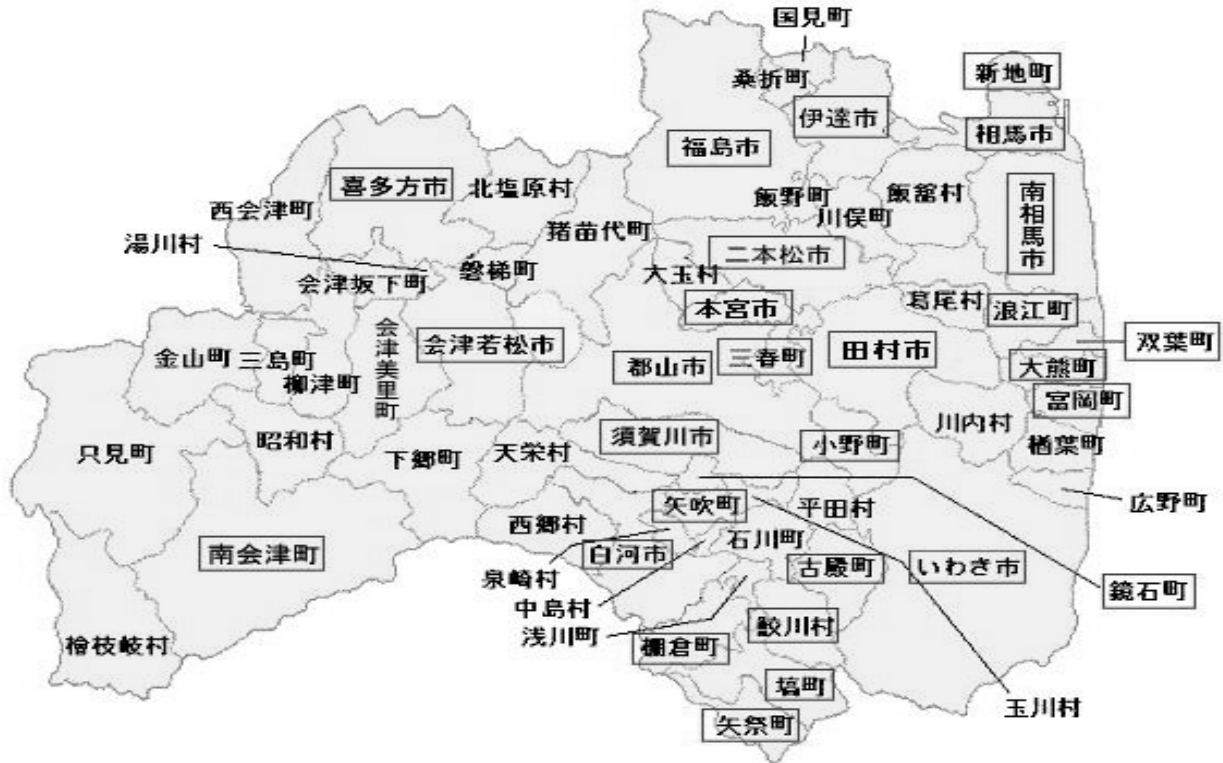 国見町
桑折町
新地町
伊達市
相馬市
福島市
喜多方市
北塩原村
飯野町
飯舘村
南相馬市
西会津町
川俣町
猪苗代町
湯川村
二本松市
磐梯町
大玉村
会津坂下町
本宮市
葛尾村
浪江町
会津美里町
会津若松市
田村市
双葉町
金山町
三島町
郡山市
三春町
大熊町
柳津町
富岡町
川内村
只見町
昭和村
下郷町
天栄村
須賀川市
小野町
楢葉町
広野町
矢吹町
平田村
西郷村
石川町
南会津町
白河市
古殿町
いわき市
泉崎村
鏡石町
中島村
浅川町
鮫川村
檜枝岐村
棚倉町
塙町
玉川村
矢祭町